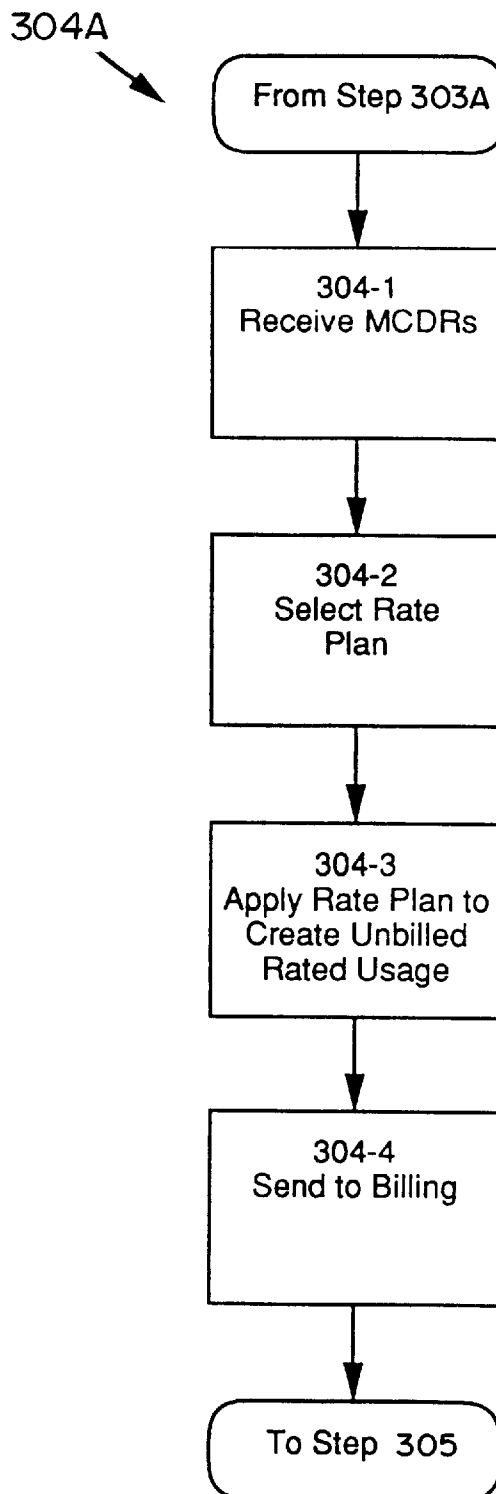 304A
From Step 303A
304-1
Receive MCDRs
304-2
Select Rate
Plan
304-3
Apply Rate Plan to
Create Unbilled
Rated Usage
304-4
Send to Billing
To Step 305